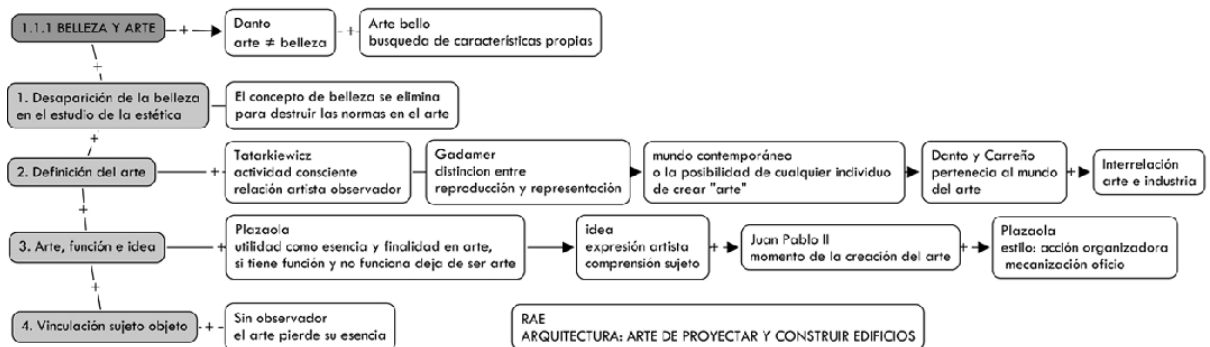 1.1.1 BELLEZA Y ARTE
Danto
arte ≠ belleza
Arte bello
busqueda de características propias
1. Desaparición de la belleza
en el estudio de la estética
El concepto de belleza se elimina
para destruir las normas en el arte
2. Definición del arte
Tatarkiewicz
actividad consciente
relación artista observador
Gadamer
distincion entre
reproducción y representación
mundo contemporáneo
o la posibilidad de cualquier individuo
de crear "arte"
Danto y Carreño
pertenecia al mundo
del arte
Interrelación
arte e industria
3. Arte, función e idea
Plazaola
utilidad como esencia y finalidad en arte,
si tiene función y no funciona deja de ser arte
idea
expresión artista
comprensión sujeto
Juan Pablo II
momento de la creación del arte
Plazaola
estilo: acción organizadora
mecanización oficio
4. Vinculación sujeto objeto
Sin observador
el arte pierde su esencia
RAE
ARQUITECTURA: ARTE DE PROYECTAR Y CONSTRUIR EDIFICIOS